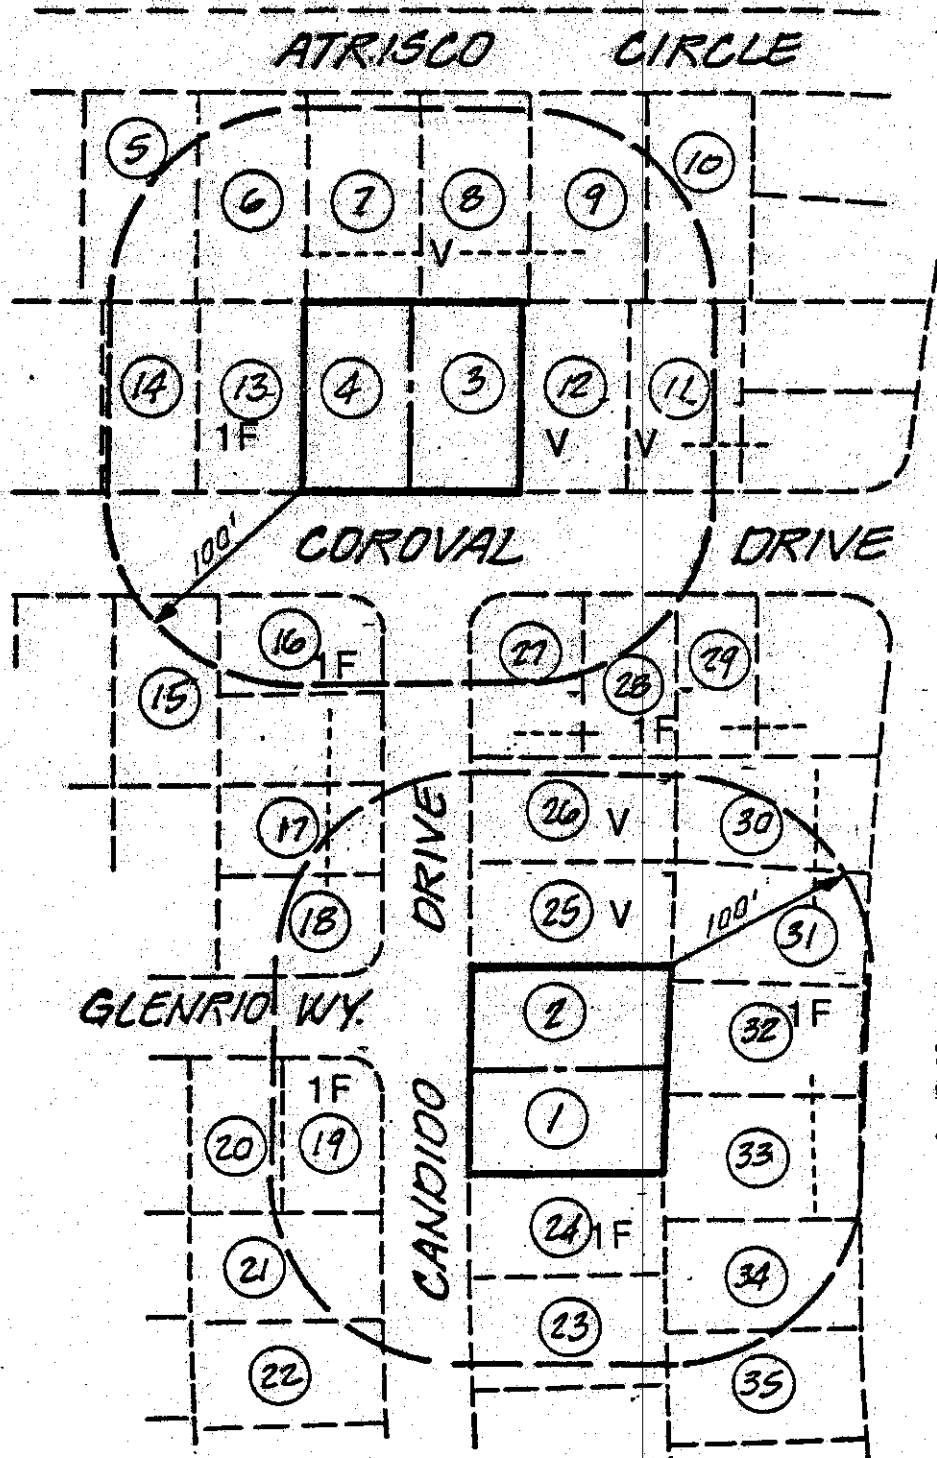 ATRISCO CIRCLE
5
10
6 7 8 9
V
14 13 4 3 12 11
1F V V
100'
COROVAL DRIVE
16 27 28 29
1F
15
1F
17 26 V 30
18 25 V 100' 31
GLENRIO WY.
CANDIDO DRIVE
2 32 1F
1F
20 19 1 33
24 1F
21 34
23
22 35